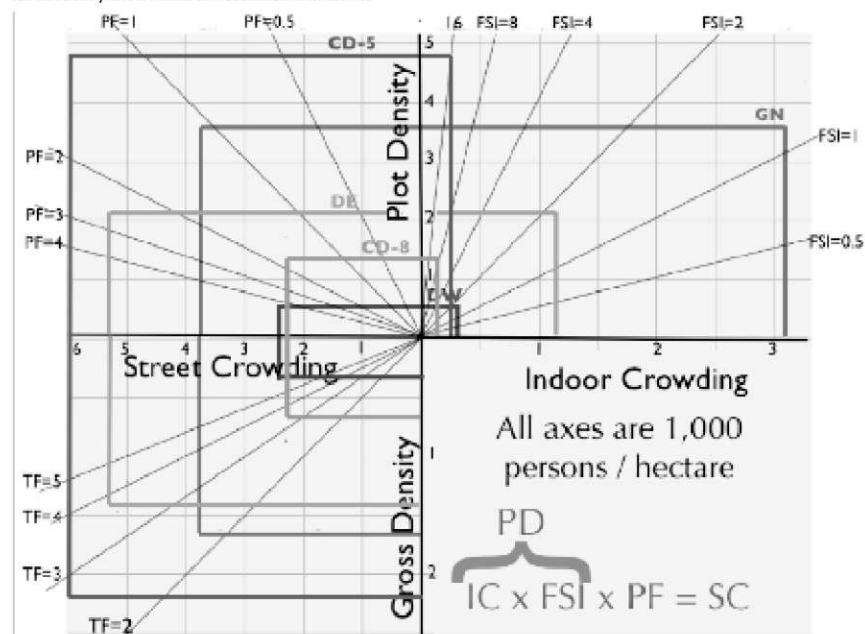 PF=1 PF=0.5 16 FSI=8 FSI=4 FSI=2
CD-5
5
4
GN
FSI=1
PF=2
3
Plot Density
DE
2
PF=3
PF=4
FSI=0.5
CD-8
1
DW
6 5 4 3 2 1 1 2 3
Street Crowding
Indoor Crowding
All axes are 1,000
persons / hectare
1
Gross Density
TF=5
TF=4
PD
TF=3
2
IC x FSI x PF = SC
TF=2